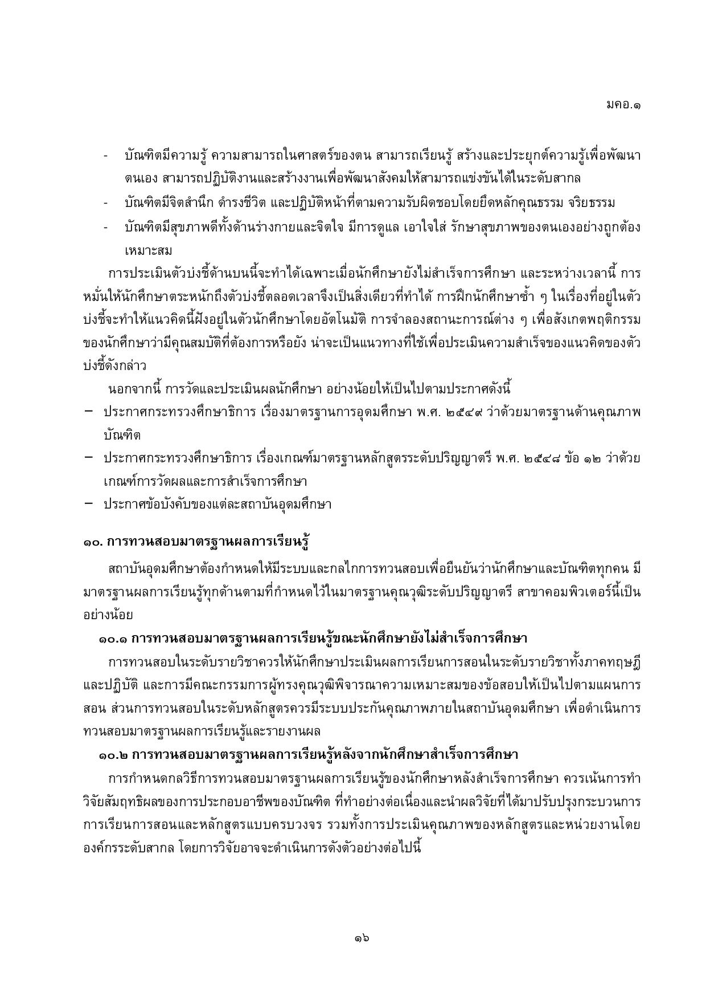 มคอ.๑
- บัณฑิตมีความรู้ ความสามารถในศาสตร์ของตน สามารถเรียนรู้ สร้างและประยุกต์ความรู้เพื่อพัฒนา
ตนเอง สามารถปฏิบัติงานและสร้างงานเพื่อพัฒนาสังคมให้สามารถแข่งขันได้ในระดับสากล
- บัณฑิตมีจิตสำนึก ดำรงชีวิต และปฏิบัติหน้าที่ตามความรับผิดชอบโดยยึดหลักคุณธรรม จริยธรรม
- บัณฑิตมีสุขภาพดีทั้งด้านร่างกายและจิตใจ มีการดูแล เอาใจใส่ รักษาสุขภาพของตนเองอย่างถูกต้อง
เหมาะสม
การประเมินตัวบ่งชี้ด้านบนนี้จะทำได้เฉพาะเมื่อนักศึกษายังไม่สำเร็จการศึกษา และระหว่างเวลานี้ การ
หมั่นให้นักศึกษาตระหนักถึงตัวบ่งชี้ตลอดเวลาจึงเป็นสิ่งเดียวที่ทำได้ การฝึกนักศึกษาซ้ำ ๆ ในเรื่องที่อยู่ในตัว
บ่งชี้จะทำให้แนวคิดนี้ฝังอยู่ในตัวนักศึกษาโดยอัตโนมัติ การจำลองสถานะการณ์ต่าง ๆ เพื่อสังเกตพฤติกรรม
ของนักศึกษาว่ามีคุณสมบัติที่ต้องการหรือยัง น่าจะเป็นแนวทางที่ใช้เพื่อประเมินความสำเร็จของแนวคิดของตัว
บ่งชี้ดังกล่าว
นอกจากนี้ การวัดและประเมินผลนักศึกษา อย่างน้อยให้เป็นไปตามประกาศดังนี้
– ประกาศกระทรวงศึกษาธิการ เรื่องมาตรฐานการอุดมศึกษา พ.ศ. ๒๕๔๙ ว่าด้วยมาตรฐานด้านคุณภาพ
บัณฑิต
– ประกาศกระทรวงศึกษาธิการ เรื่องเกณฑ์มาตรฐานหลักสูตรระดับปริญญาตรี พ.ศ. ๒๕๔๘ ข้อ ๑๒ ว่าด้วย
เกณฑ์การวัดผลและการสำเร็จการศึกษา
– ประกาศข้อบังคับของแต่ละสถาบันอุดมศึกษา
๑๐. การทวนสอบมาตรฐานผลการเรียนรู้
สถาบันอุดมศึกษาต้องกำหนดให้มีระบบและกลไกการทวนสอบเพื่อยืนยันว่านักศึกษาและบัณฑิตทุกคน มี
มาตรฐานผลการเรียนรู้ทุกด้านตามที่กำหนดไว้ในมาตรฐานคุณวุฒิระดับปริญญาตรี สาขาคอมพิวเตอร์นี้เป็น
อย่างน้อย
๑๐.๑ การทวนสอบมาตรฐานผลการเรียนรู้ขณะนักศึกษายังไม่สำเร็จการศึกษา
การทวนสอบในระดับรายวิชาควรให้นักศึกษาประเมินผลการเรียนการสอนในระดับรายวิชาทั้งภาคทฤษฎี
และปฏิบัติ และการมีคณะกรรมการผู้ทรงคุณวุฒิพิจารณาความเหมาะสมของข้อสอบให้เป็นไปตามแผนการ
สอน ส่วนการทวนสอบในระดับหลักสูตรควรมีระบบประกันคุณภาพภายในสถาบันอุดมศึกษา เพื่อดำเนินการ
ทวนสอบมาตรฐานผลการเรียนรู้และรายงานผล
๑๐.๒ การทวนสอบมาตรฐานผลการเรียนรู้หลังจากนักศึกษาสำเร็จการศึกษา
การกำหนดกลวิธีการทวนสอบมาตรฐานผลการเรียนรู้ของนักศึกษาหลังสำเร็จการศึกษา ควรเน้นการทำ
วิจัยสัมฤทธิผลของการประกอบอาชีพของบัณฑิต ที่ทำอย่างต่อเนื่องและนำผลวิจัยที่ได้มาปรับปรุงกระบวนการ
การเรียนการสอนและหลักสูตรแบบครบวงจร รวมทั้งการประเมินคุณภาพของหลักสูตรและหน่วยงานโดย
องค์กรระดับสากล โดยการวิจัยอาจจะดำเนินการดังตัวอย่างต่อไปนี้
๑๖